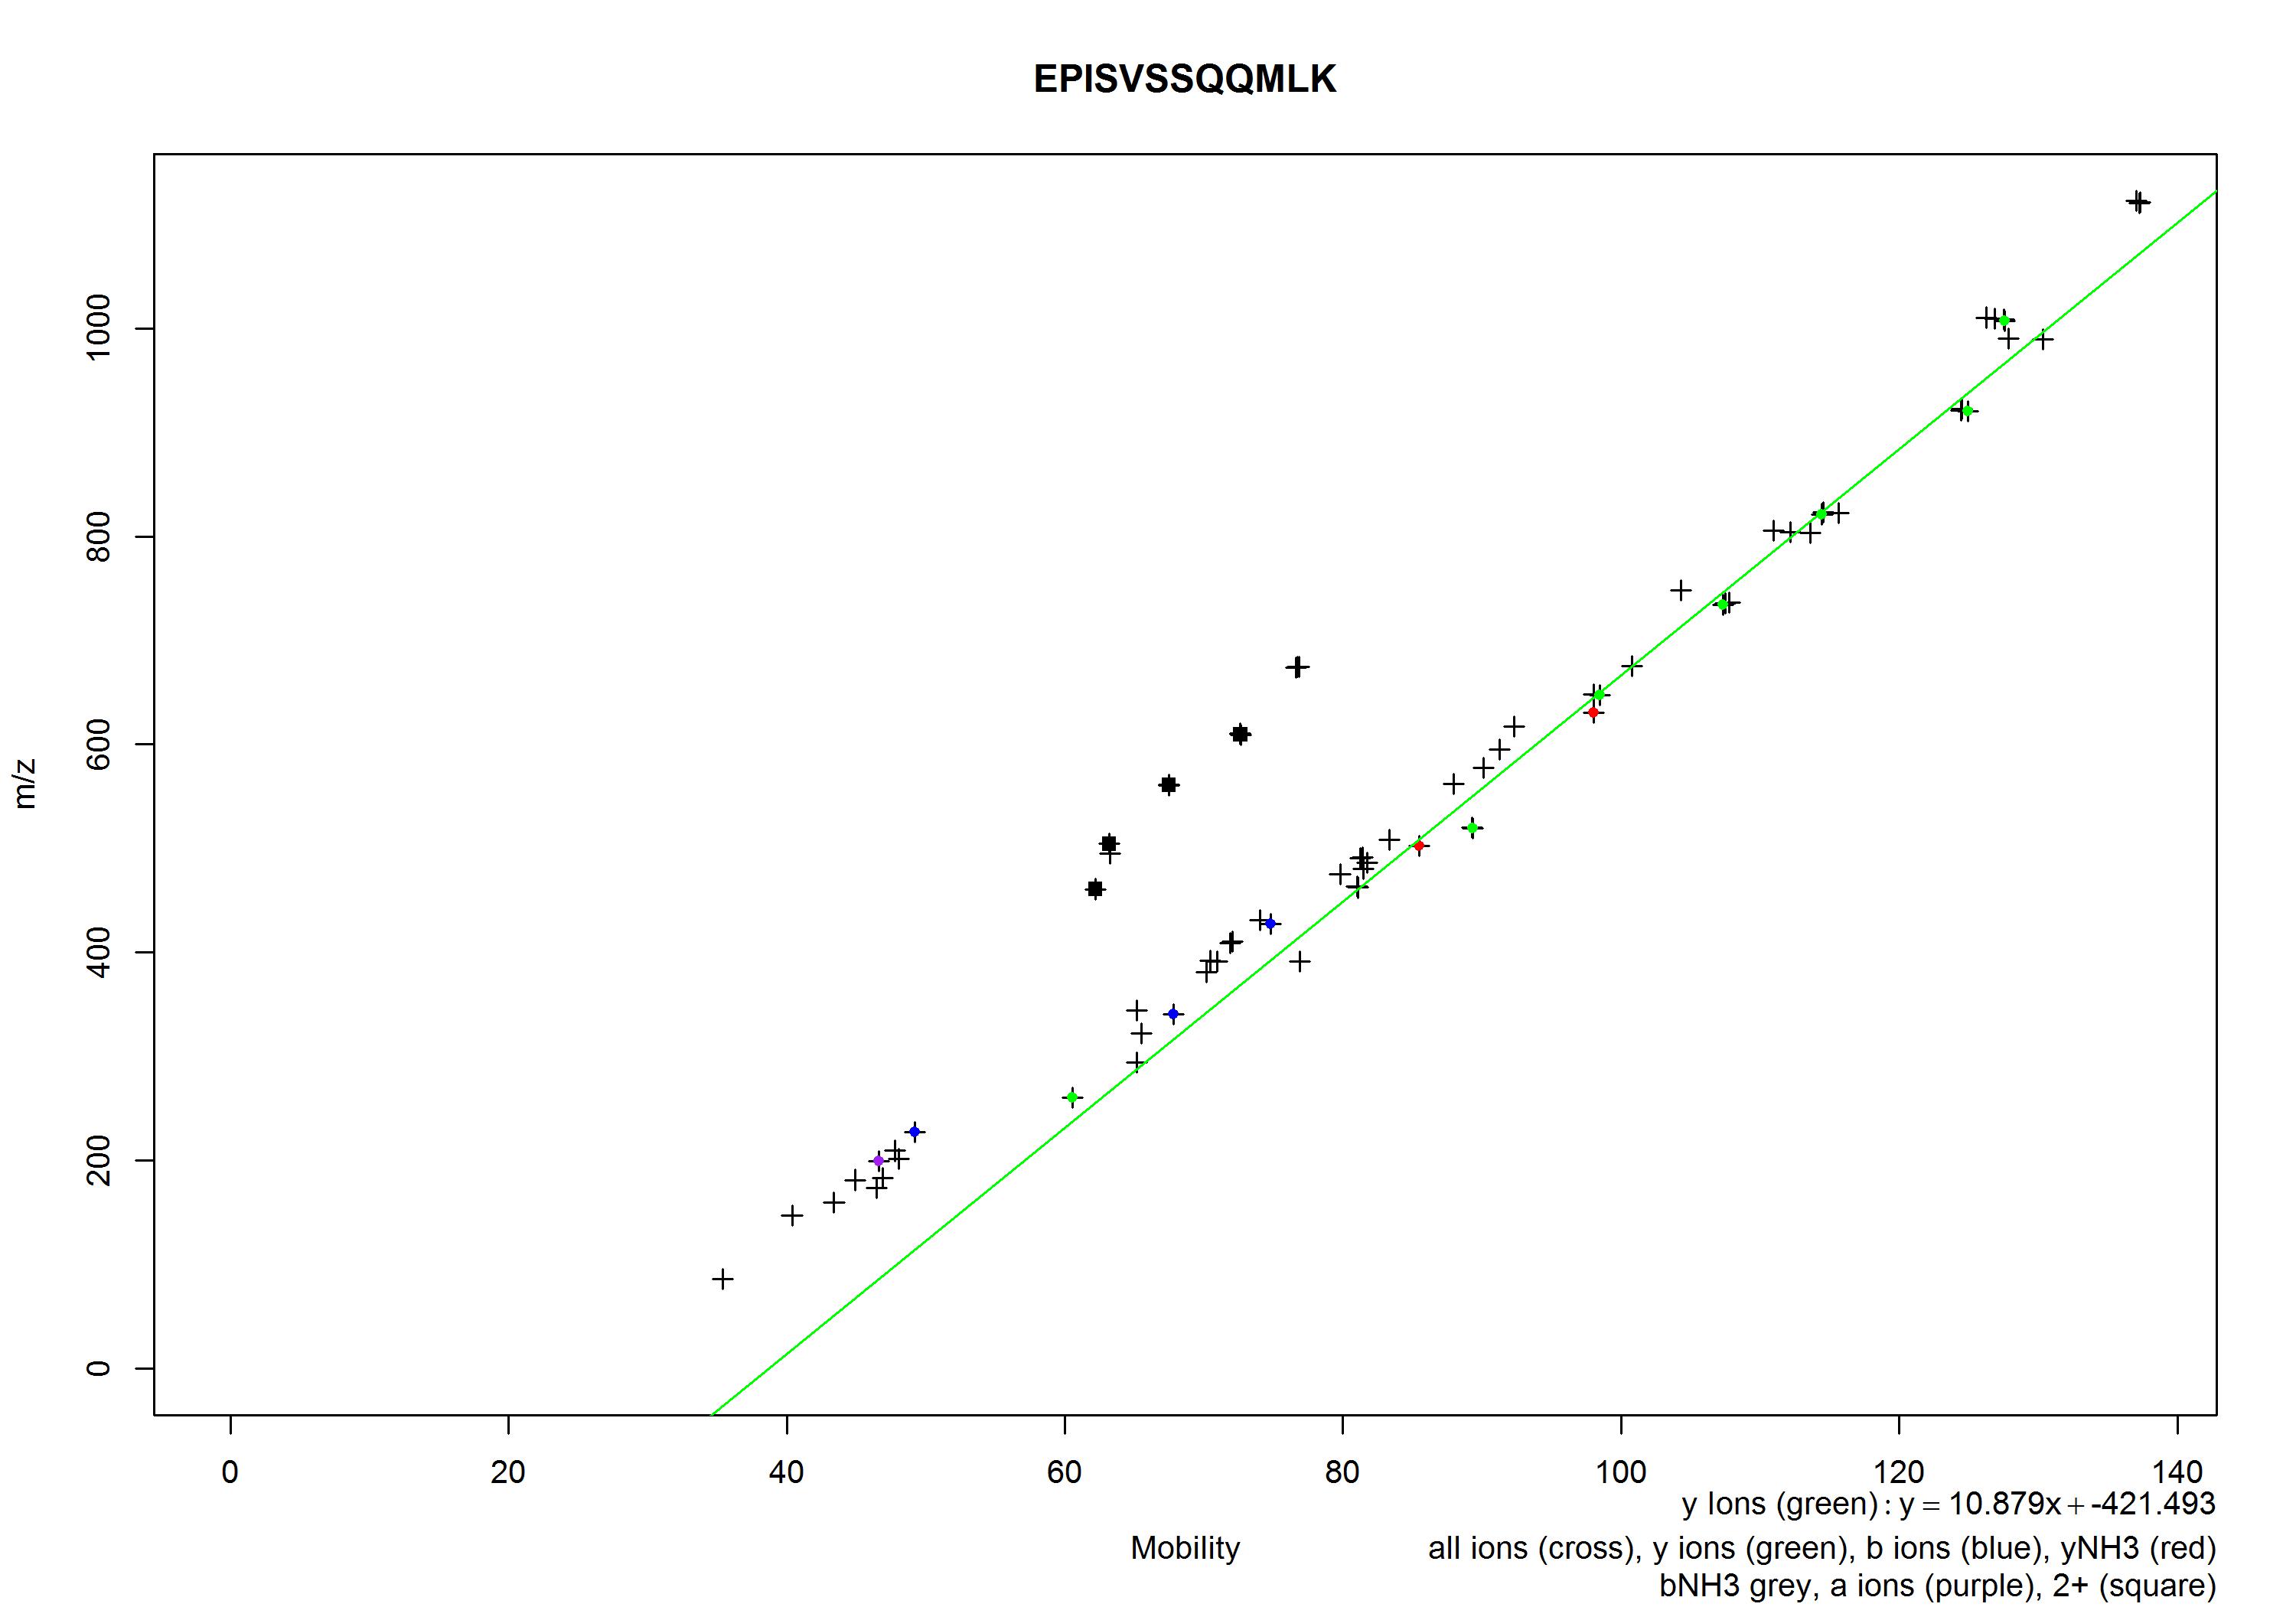 EPISVSSQQMLK
m/z
1000
800
600
400
200
0
0 20 40 60 80 100 120 140
y Ions (green) : y = 10.879x + -421.493
Mobility
all ions (cross), y ions (green), b ions (blue), yNH3 (red)
bNH3 grey, a ions (purple), 2+ (square)